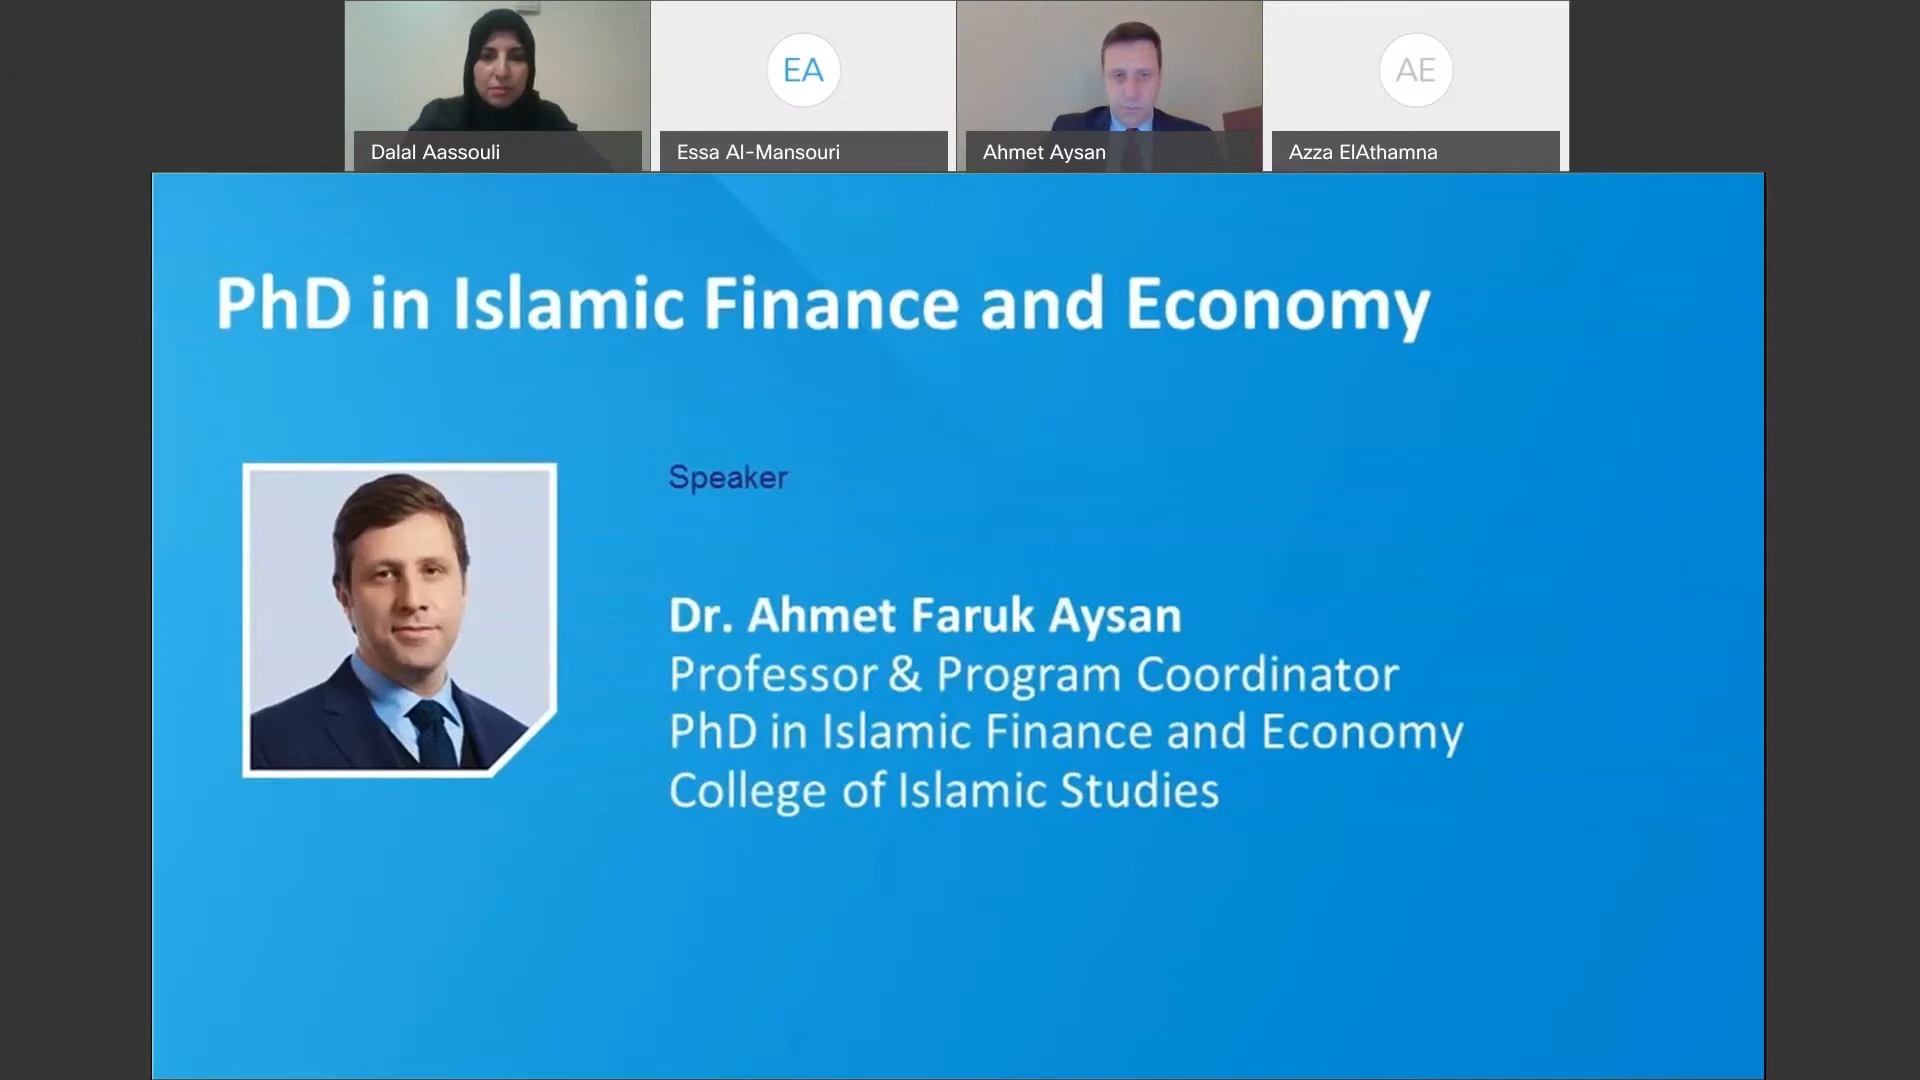 EA
AE
Dalal Aassouli
Essa Al-Mansouri
Ahmet Aysan
Azza ElAthamna
PhD in Islamic Finance and Economy
Speaker
Dr. Ahmet Faruk Aysan
Professor & Program Coordinator
PhD in Islamic Finance and Economy
College of Islamic Studies